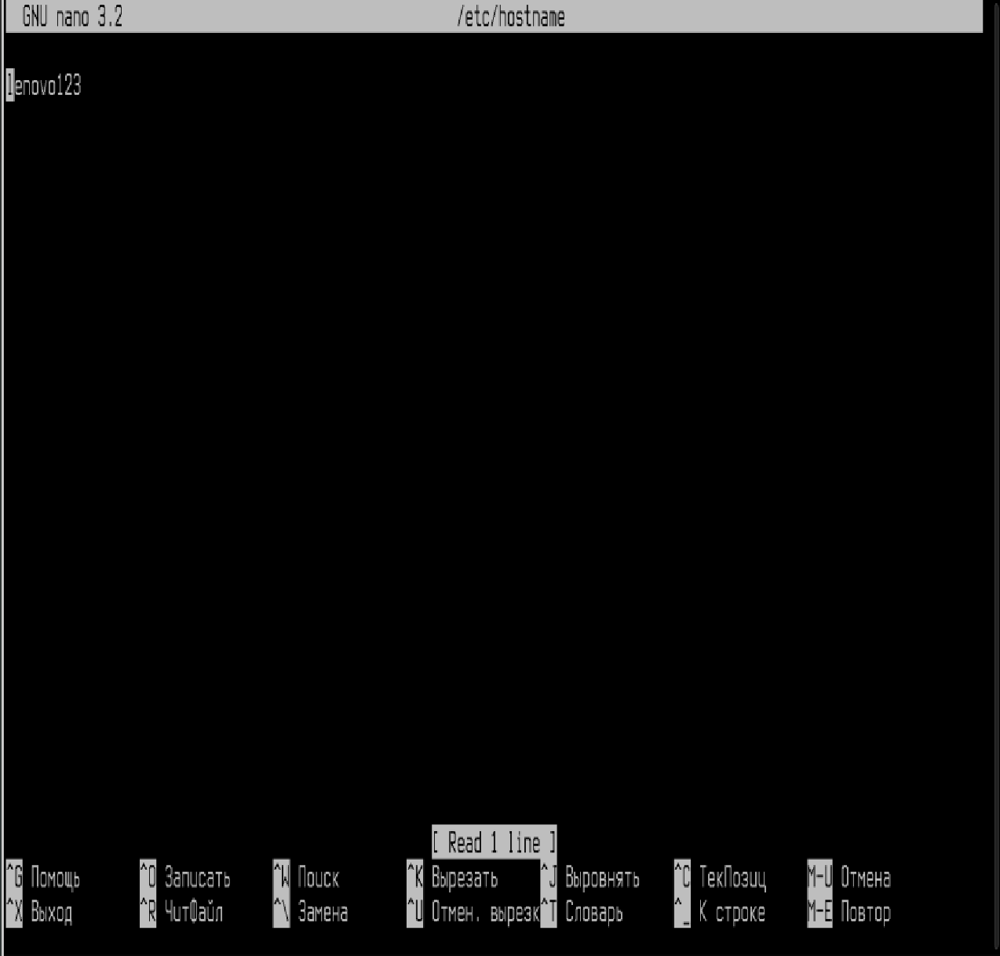 GNU nano 3.2 /etc/hostname
lenovo123
[ Read 1 line ]
^G Помощь ^O Записать ^W Поиск ^K Вырезать ^J Выровнять ^C ТекПозиц M-U Отмена
^X Выход ^R ЧитФайл ^\ Замена ^U Отмен. вырезк ^T Словарь ^_ К строке M-E Повтор